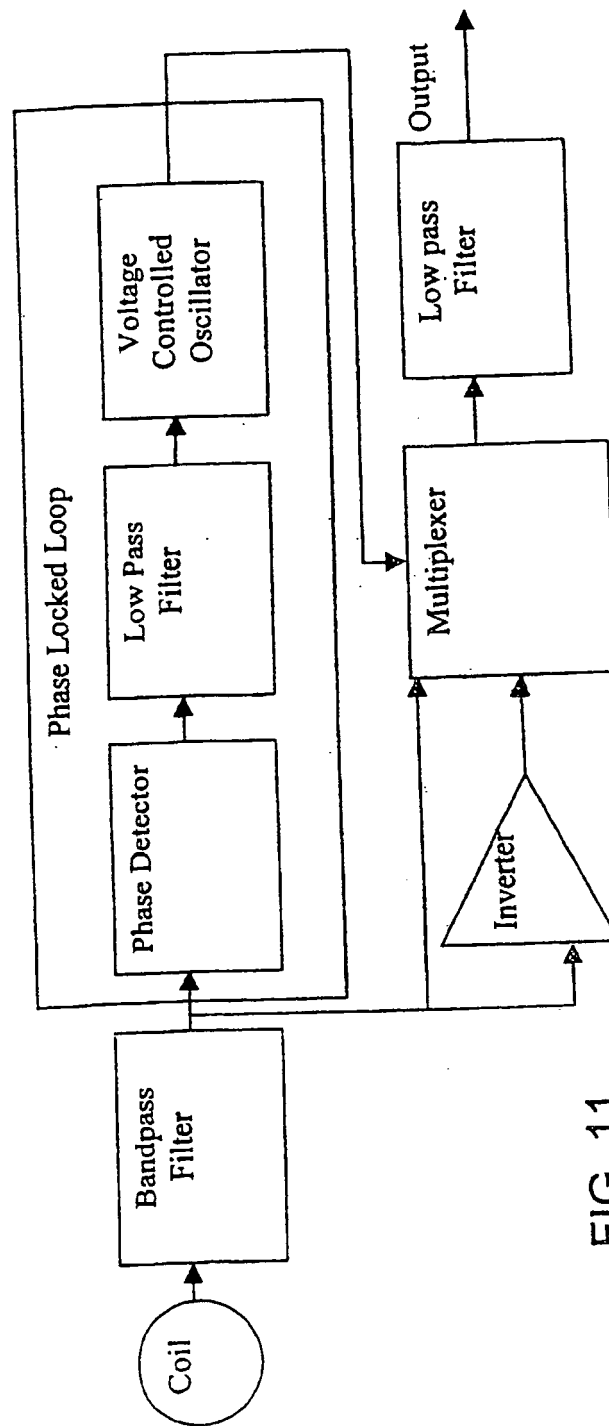 Coil
Bandpass
Filter
Phase Locked Loop
Phase Detector
Low Pass
Filter
Voltage
Controlled
Oscillator
Inverter
Multiplexer
Low pass
Filter
Output
FIG. 11